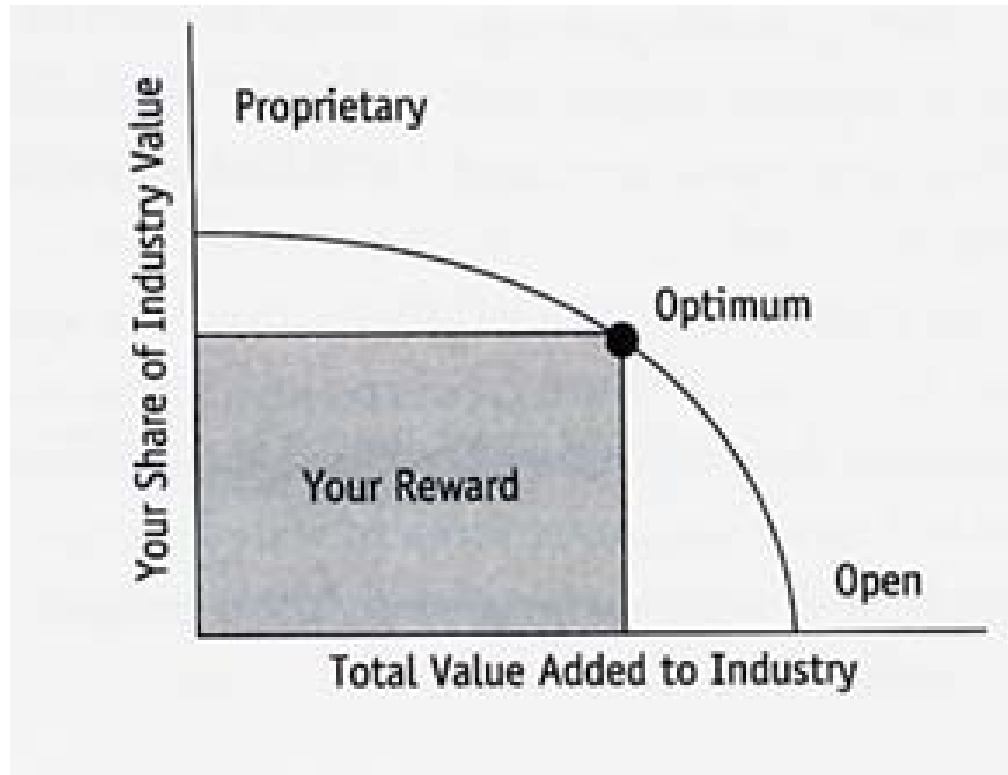 Proprietary
Your Share of Industry Value
Optimum
Your Reward
Open
Total Value Added to Industry